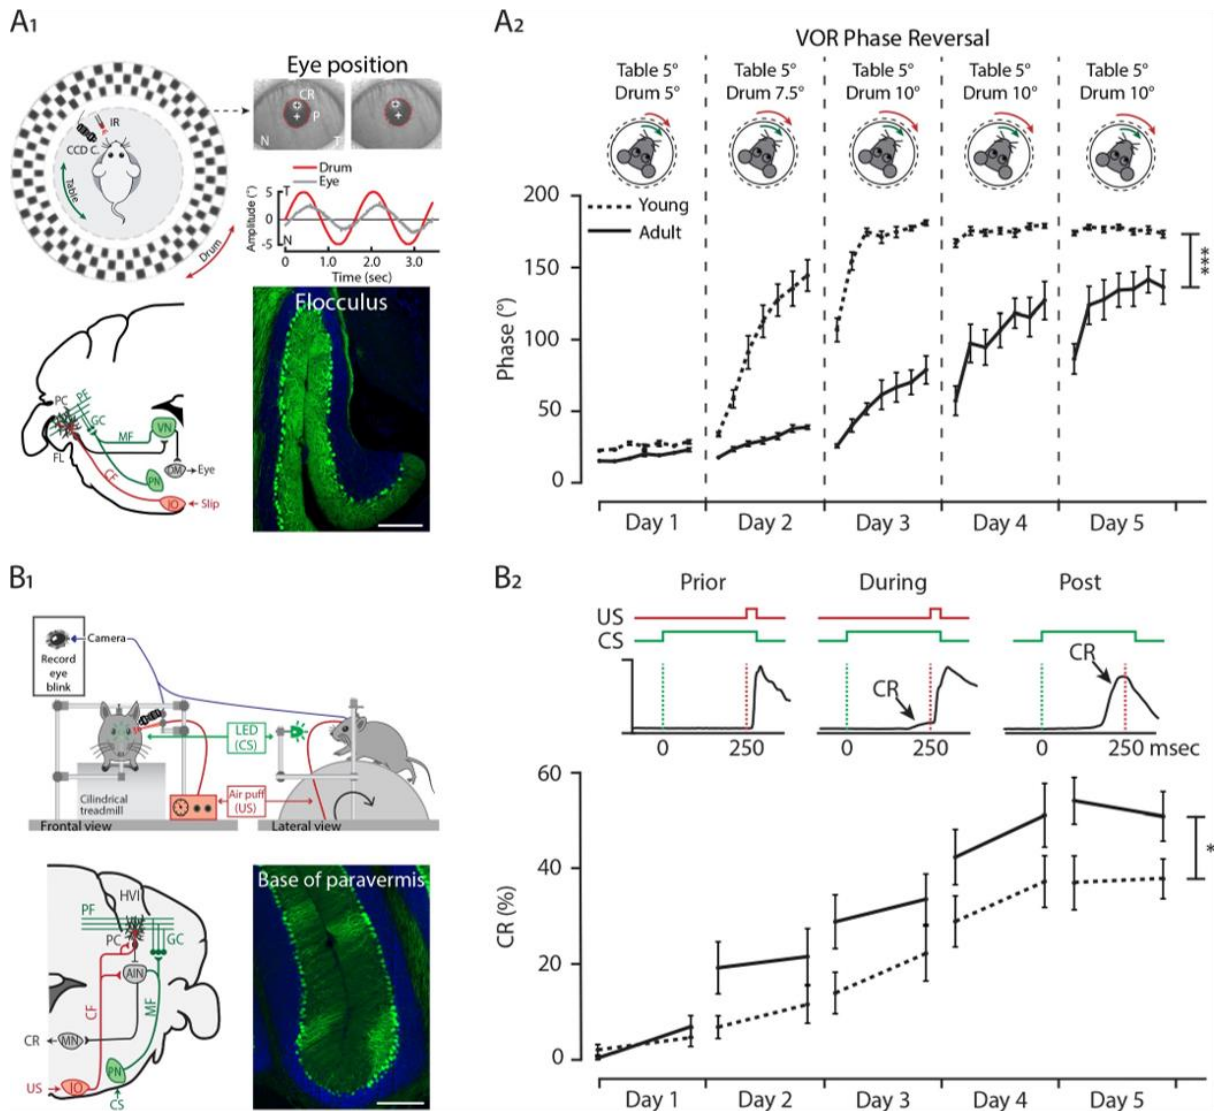 A1
Eye position
CR
P
N
T
IR
CCD C.
Table
Drum
Drum
Eye
Amplitude (°)
5
0
-5
T
N
0 1.0 2.0 3.0
Time (sec)
Flocculus
PC
PF
GC
MF
VN
FL
OM
Eye
CF
PN
IO
Slip
A2
VOR Phase Reversal
Table 5° Table 5° Table 5° Table 5° Table 5°
Drum 5° Drum 7.5° Drum 10° Drum 10° Drum 10°
Young
Adult
Phase (°)
200
150
100
50
0
***
Day 1 Day 2 Day 3 Day 4 Day 5
B1
Camera
Record
eye
blink
LED
(CS)
Air puff
(US)
Cilindrical
treadmill
Frontal view
Lateral view
HVI
PF
PC
GC
AIN
CF
MF
CR
MN
PN
US
IO
CS
Base of paravermis
B2
Prior During Post
US
CS
CR
CR
0 250 0 250 0 250 msec
CR (%)
60
40
20
0
*
Day 1 Day 2 Day 3 Day 4 Day 5